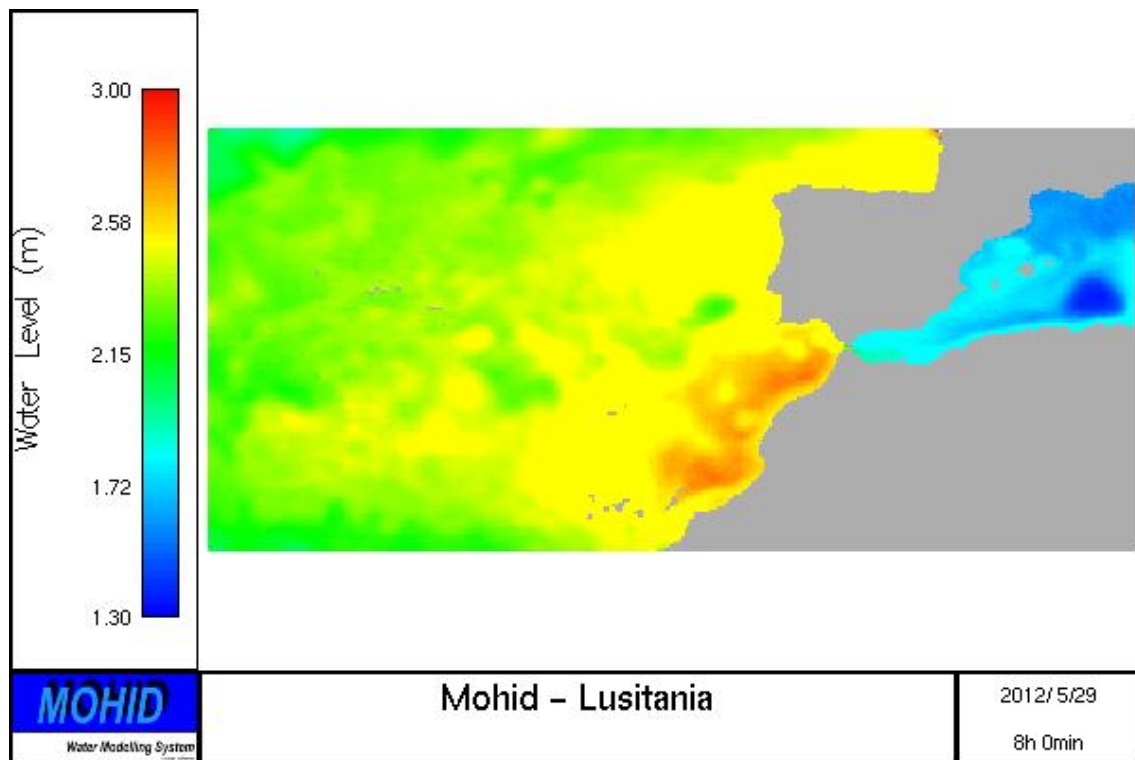 3.00
2.58
2.15
1.72
1.30
Water Level (m)
MOHID
Water Modelling System
Mohid - Lusitania
2012/5/29
8h 0min